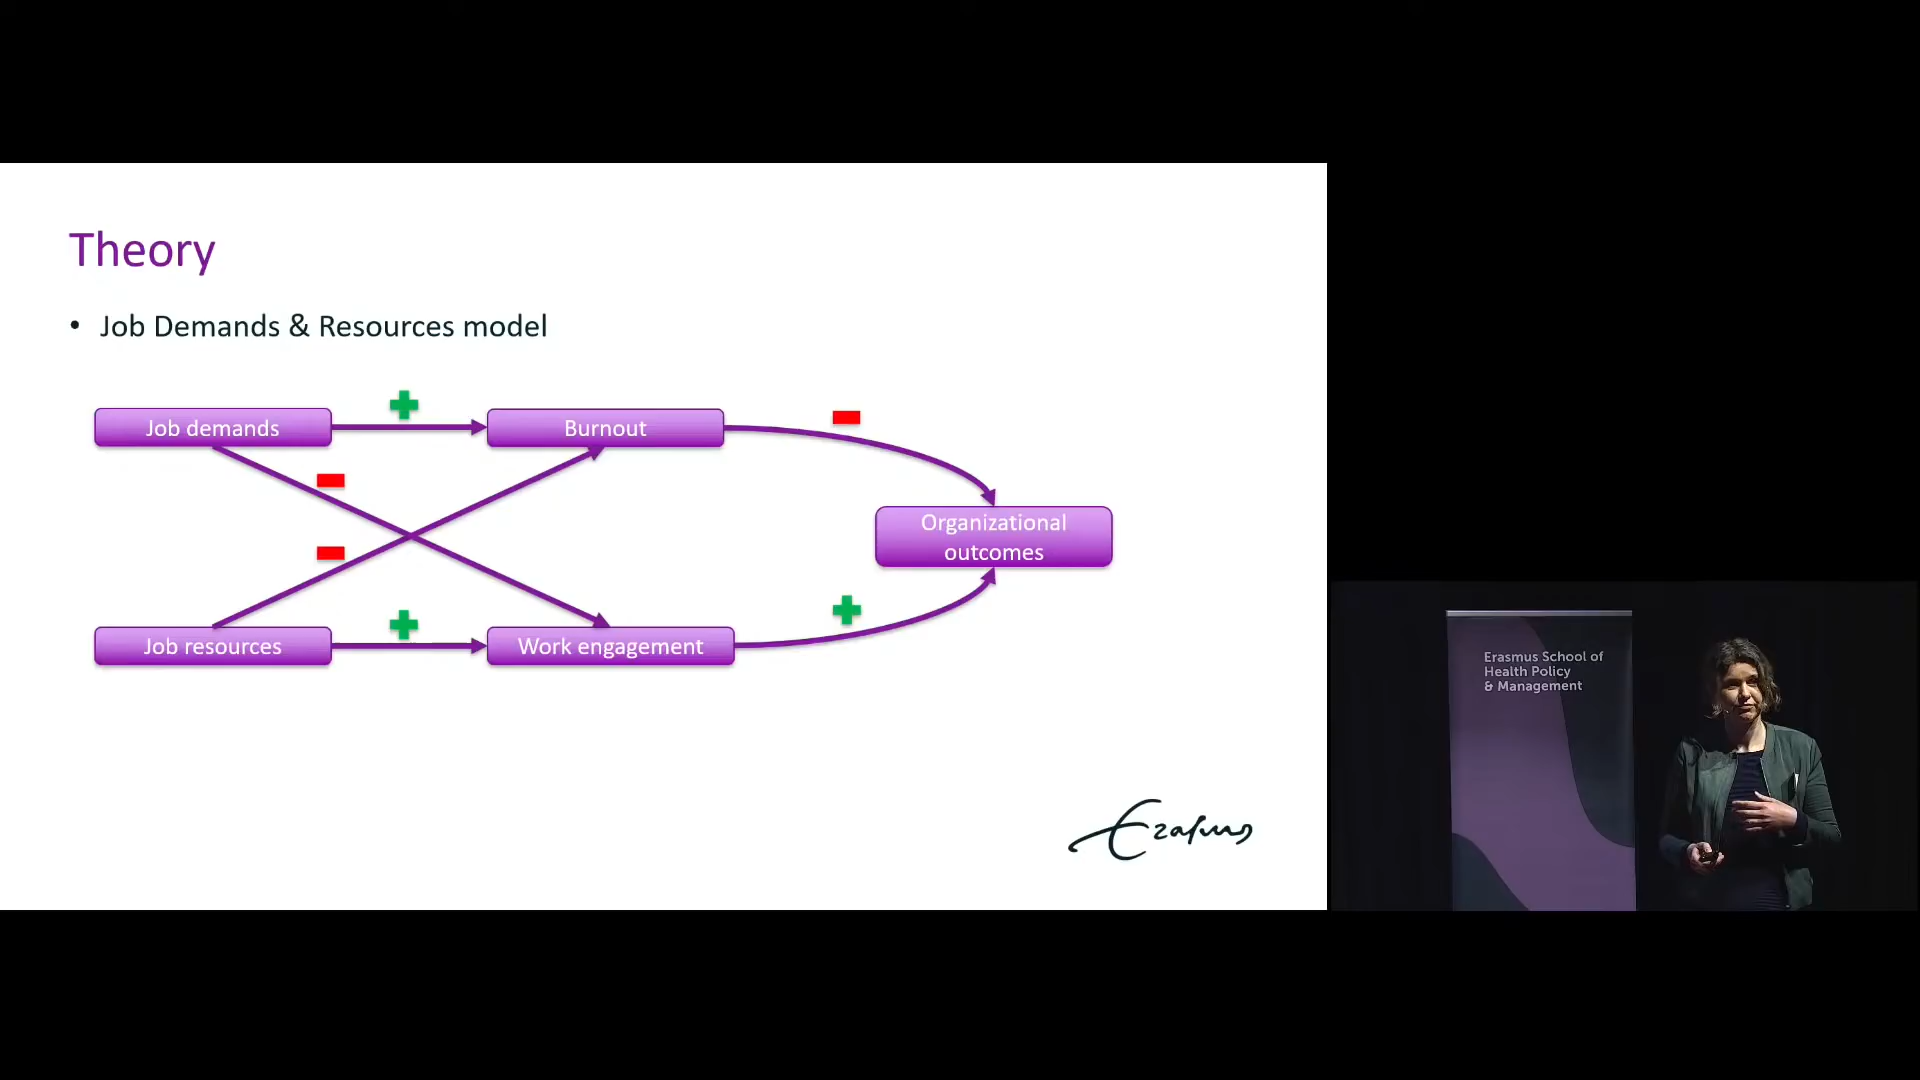 Theory
• Job Demands & Resources model
Job demands
Burnout
Organizational
outcomes
Job resources
Work engagement
Erasmus
Erasmus School of
Health Policy
& Management